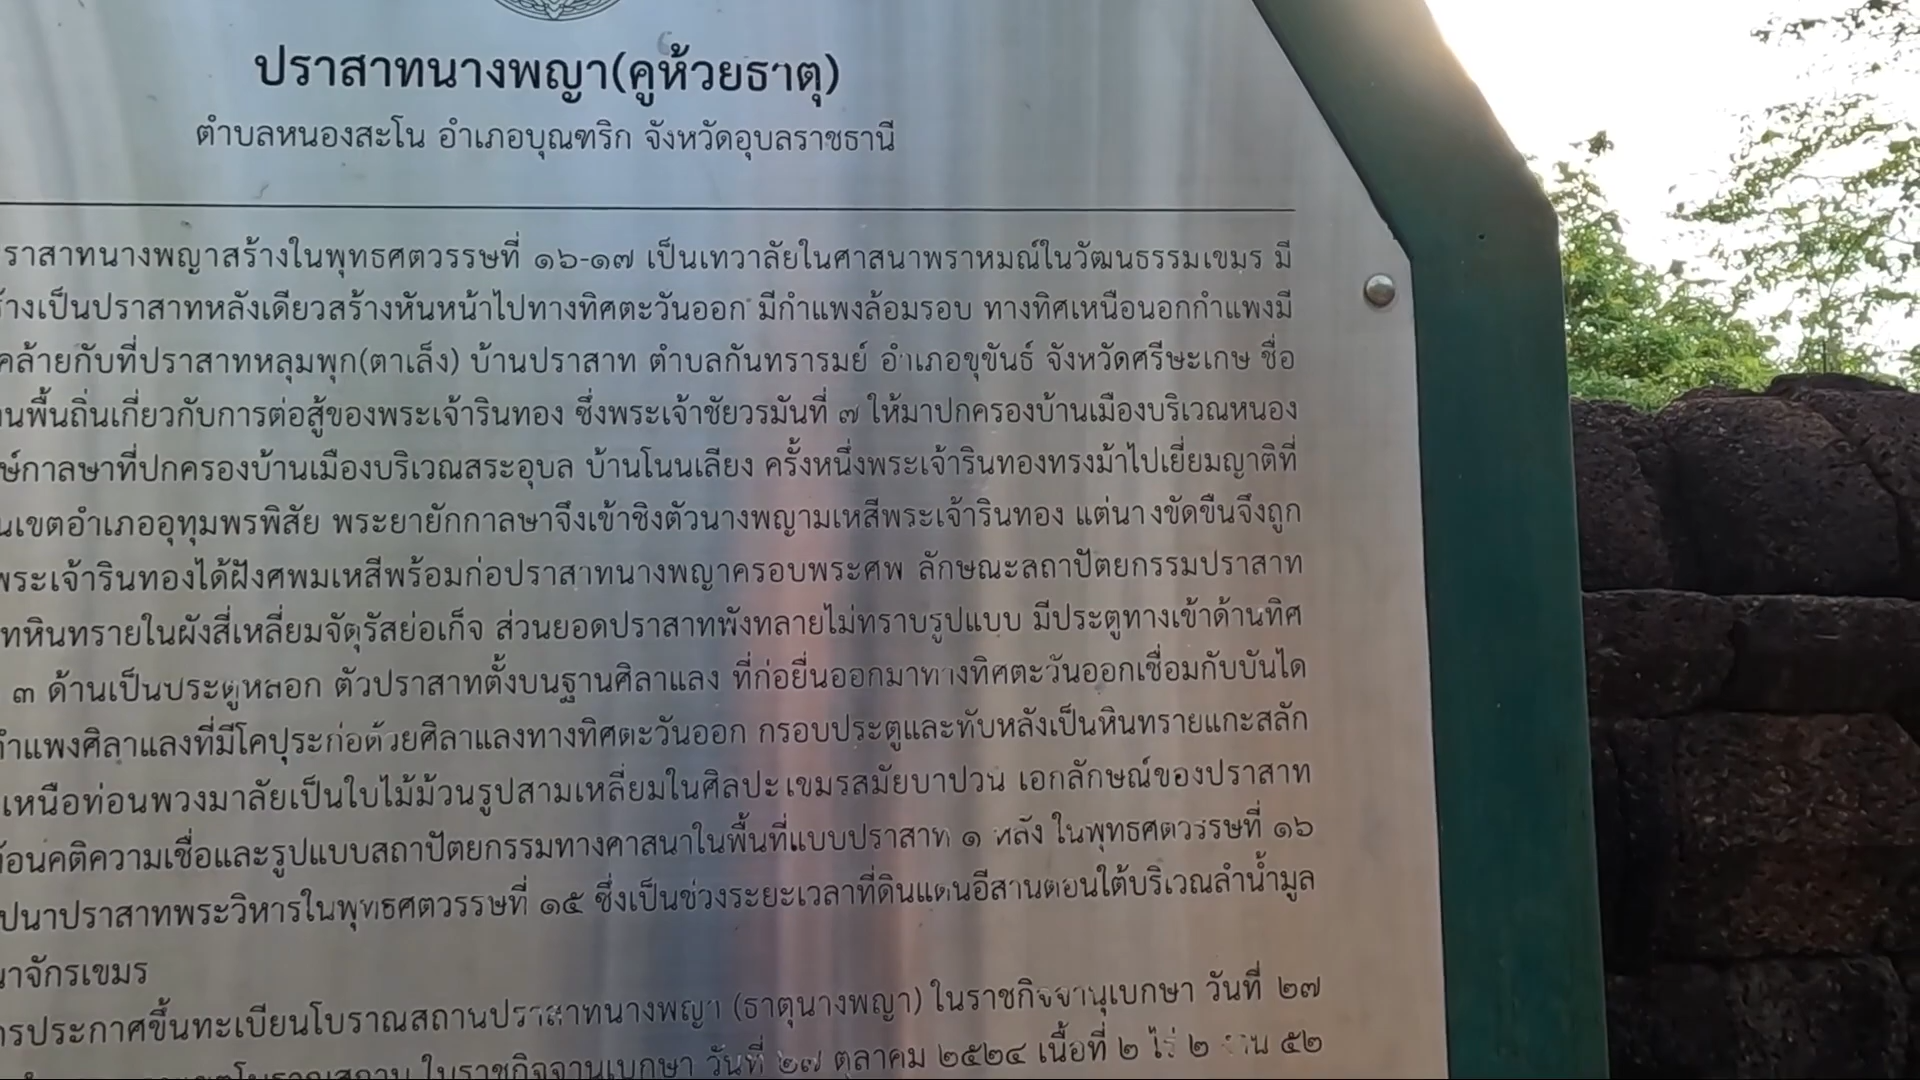 ปราสาทนางพญา(คูห้วยธาตุ)
ตำบลหนองสะโน อำเภอบุณฑริก จังหวัดอุบลราชธานี
ราสาทนางพญาสร้างในพุทธศตวรรษที่ ๑๖-๑๗ เป็นเทวาลัยในศาสนาพราหมณ์ในวัฒนธรรมเขมร มี
ร้างเป็นปราสาทหลังเดียวสร้างหันหน้าไปทางทิศตะวันออก มีกำแพงล้อมรอบ ทางทิศเหนือนอกกำแพงมี
คล้ายกับที่ปราสาทหลุมพุก(ตาเล็ง) บ้านปราสาท ตำบลกันทรารมย์ อำเภอขุขันธ์ จังหวัดศรีษะเกษ ชื่อ
านพื้นถิ่นเกี่ยวกับการต่อสู้ของพระเจ้ารินทอง ซึ่งพระเจ้าชัยวรมันที่ ๗ ให้มาปกครองบ้านเมืองบริเวณหนอง
ษ์กาลษาที่ปกครองบ้านเมืองบริเวณสระอุบล บ้านโนนเลียง ครั้งหนึ่งพระเจ้ารินทองทรงม้าไปเยี่ยมญาติที่
นเขตอำเภออุทุมพรพิสัย พระยายักกาลษาจึงเข้าชิงตัวนางพญามเหสีพระเจ้ารินทอง แต่นางขัดขืนจึงถูก
พระเจ้ารินทองได้ฝังศพมเหสีพร้อมก่อปราสาทนางพญาครอบพระศพ ลักษณะสถาปัตยกรรมปราสาท
ทหินทรายในผังสี่เหลี่ยมจัตุรัสย่อเก็จ ส่วนยอดปราสาทพังทลายไม่ทราบรูปแบบ มีประตูทางเข้าด้านทิศ
๓ ด้านเป็นประตูหลอก ตัวปราสาทตั้งบนฐานศิลาแลง ที่ก่อยื่นออกมาทางทิศตะวันออกเชื่อมกับบันได
กำแพงศิลาแลงที่มีโคปุระก่อด้วยศิลาแลงทางทิศตะวันออก กรอบประตูและทับหลังเป็นหินทรายแกะสลัก
เหนือท่อนพวงมาลัยเป็นใบไม้ม้วนรูปสามเหลี่ยมในศิลปะเขมรสมัยบาปวน เอกลักษณ์ของปราสาท
ท้อนคติความเชื่อและรูปแบบสถาปัตยกรรมทางศาสนาในพื้นที่แบบปราสาท ๑ หลัง ในพุทธศตวรรษที่ ๑๖
ปนาปราสาทพระวิหารในพุทธศตวรรษที่ ๑๕ ซึ่งเป็นช่วงระยะเวลาที่ดินแดนอีสานตอนใต้บริเวณลำน้ำมูล
าจักรเขมร
ารประกาศขึ้นทะเบียนโบราณสถานปราสาทนางพญา (ธาตุนางพญา) ในราชกิจจานุเบกษา วันที่ ๒๗
ในราชกิจจานุเบกษา วันที่ ๒๗ ตุลาคม ๒๕๒๔ เนื้อที่ ๒ ไร่ ๒ งาน ๕๒